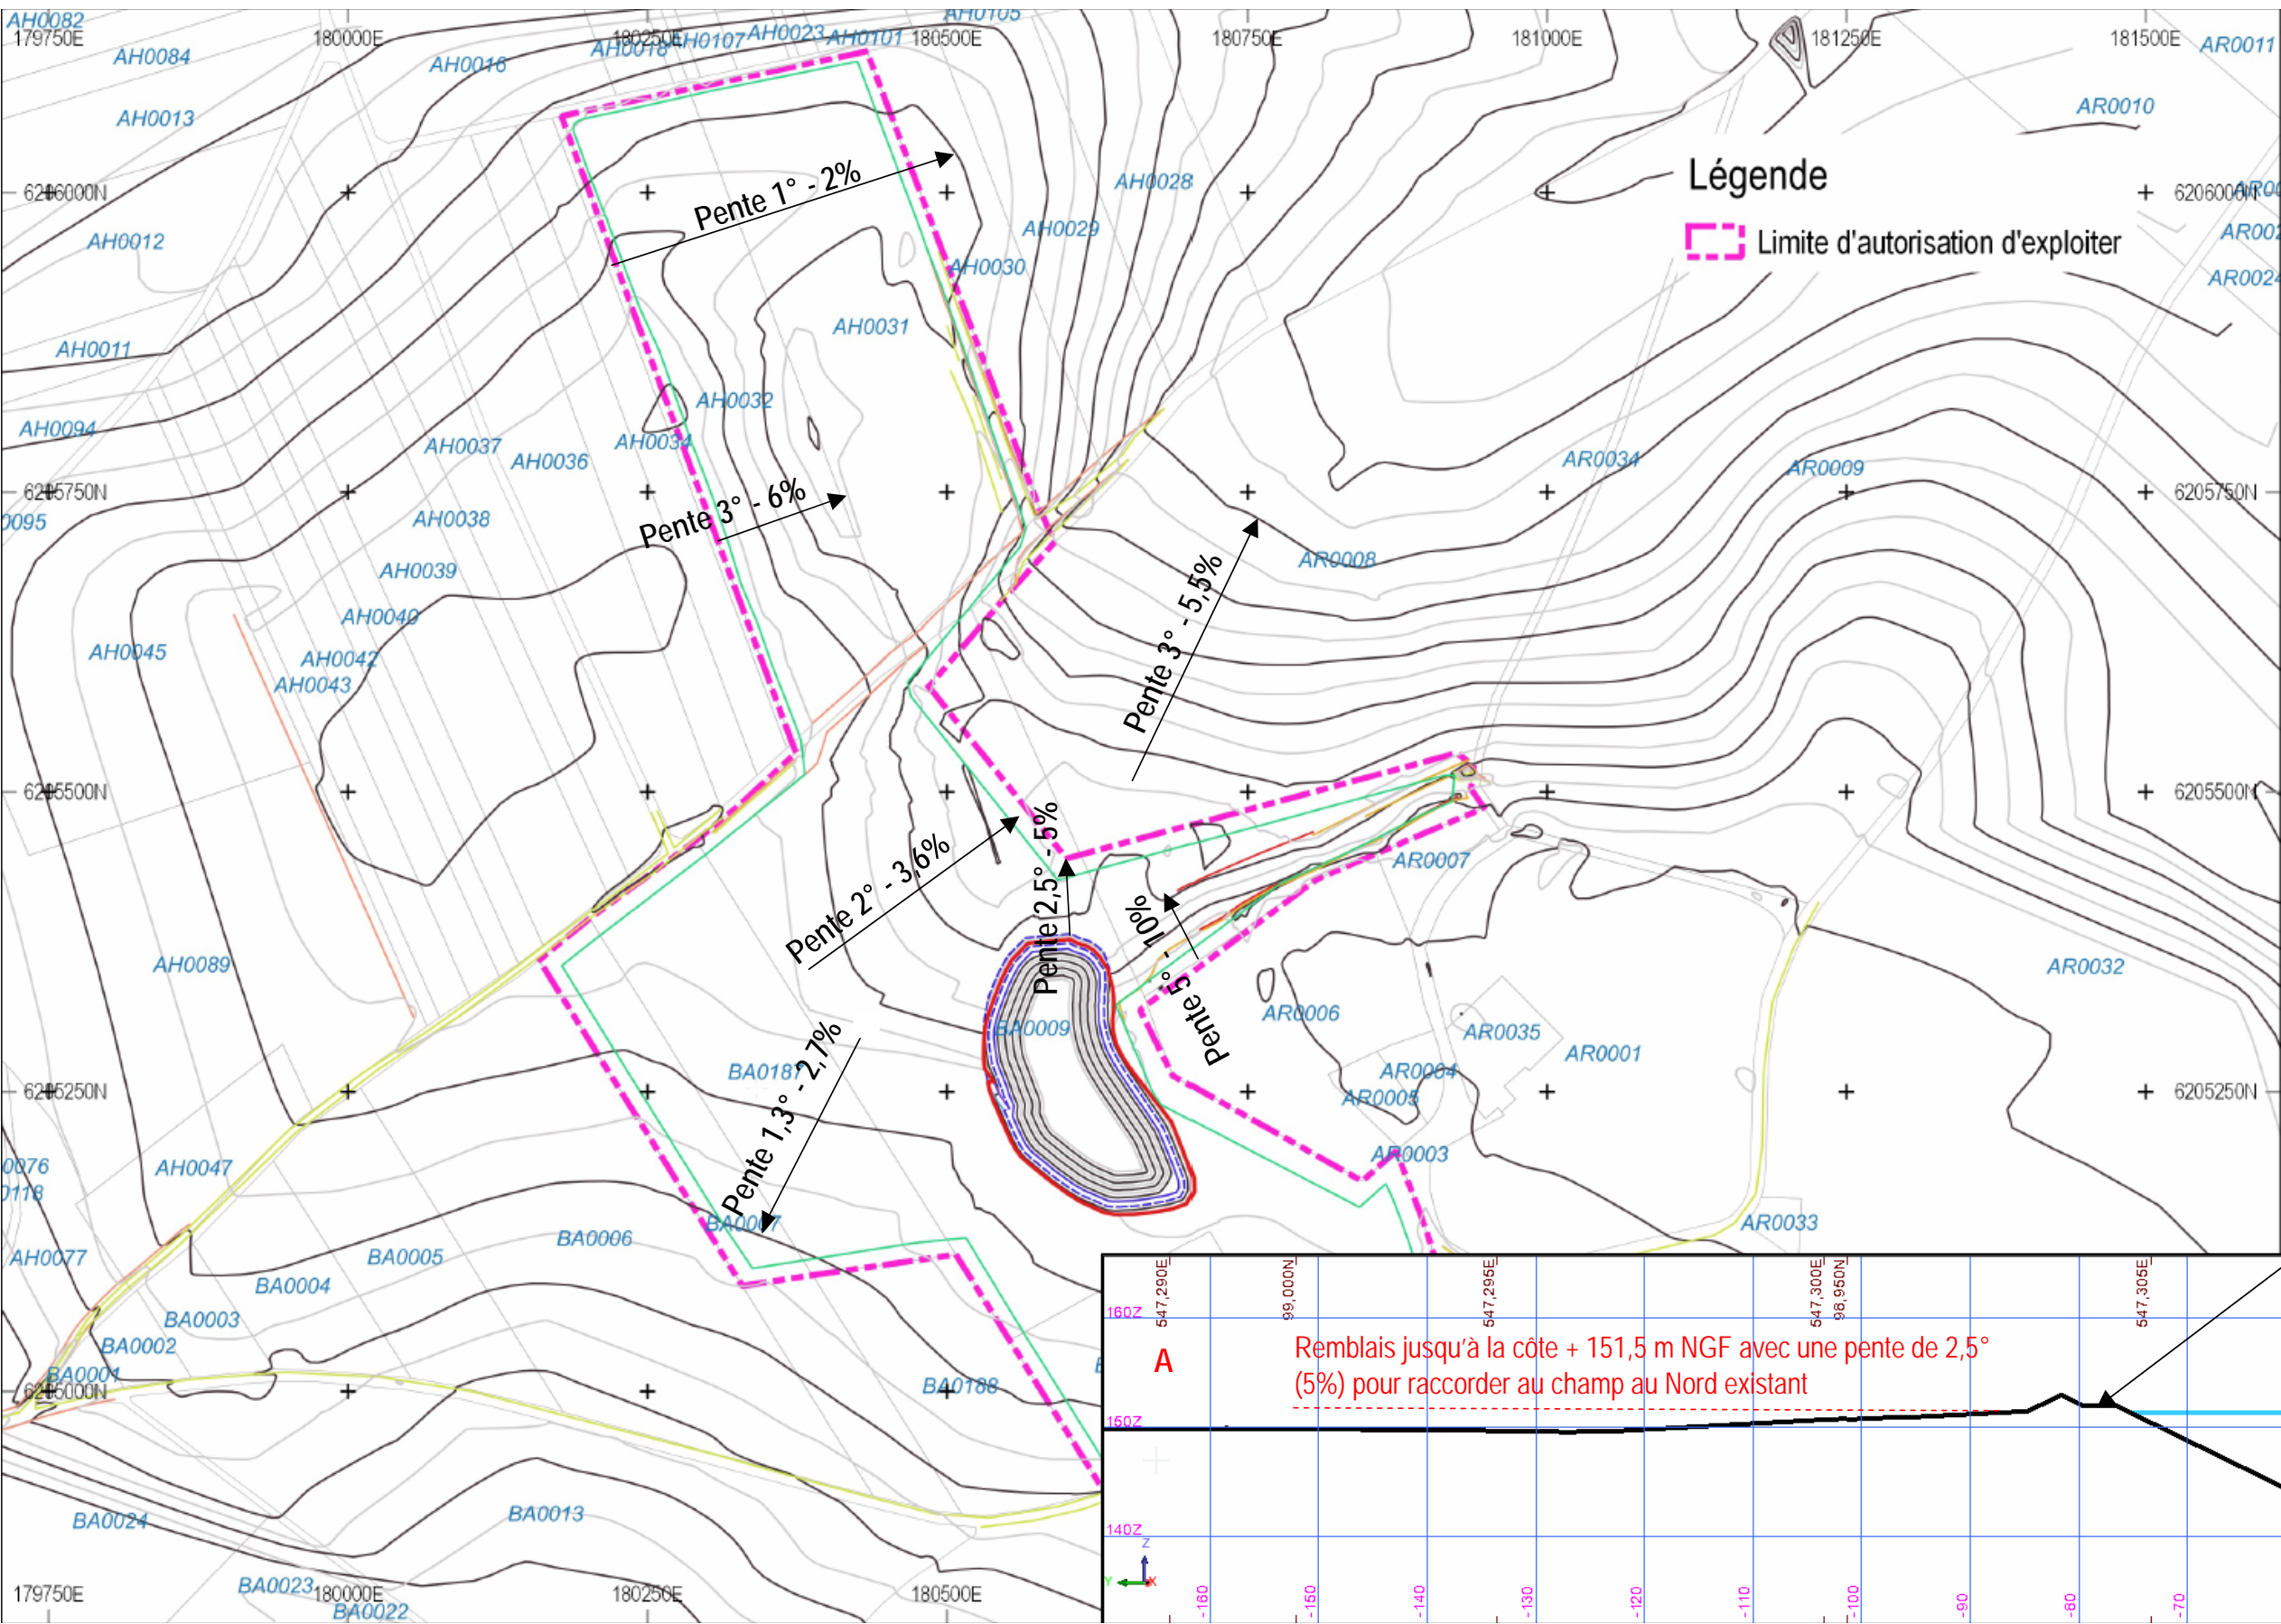 AH0082
179750E
180000E
180250E
180500E
180750E
181000E
181250E
181500E
AH0105
AH0018
AH0107
AH0023
AH0101
AR0011
AH0084
AH0016
AH0013
AR0010
Légende
Limite d'autorisation d'exploiter
6206000N
6206000N
AH0012
AH0028
AH0029
AH0030
AR0024
Pente 1° - 2%
AH0011
AH0031
AH0032
AH0094
AH0037
AH0036
AH0034
AR0034
AR0009
6205750N
6205750N
0095
AH0038
Pente 3° - 6%
AH0039
AR0008
AH0040
AH0045
AH0042
AH0043
Pente 3° - 5,5%
6205500N
6205500N
Pente 2° - 3,6%
Pente 2,5° - 5%
Pente 5° - 10%
AR0007
AH0089
AR0032
BA0009
AR0006
AR0035
AR0001
BA0187
AR0064
AR0005
6205250N
6205250N
Pente 1,3° - 2,7%
AR0003
0076
0118
AH0047
BA0007
AR0033
AH0077
BA0005
BA0006
BA0004
BA0003
BA0002
BA0001
6205000N
BA0188
BA0024
BA0013
BA0023
BA0022
179750E
180000E
180250E
180500E
547,290E
99,000N
547,295E
547,300E
98,950N
547,305E
160Z
A
Remblais jusqu'à la côte + 151,5 m NGF avec une pente de 2,5°
(5%) pour raccorder au champ au Nord existant
150Z
140Z
Z
Y
X
-160
-150
-140
-130
-120
-110
-100
-90
-80
-70